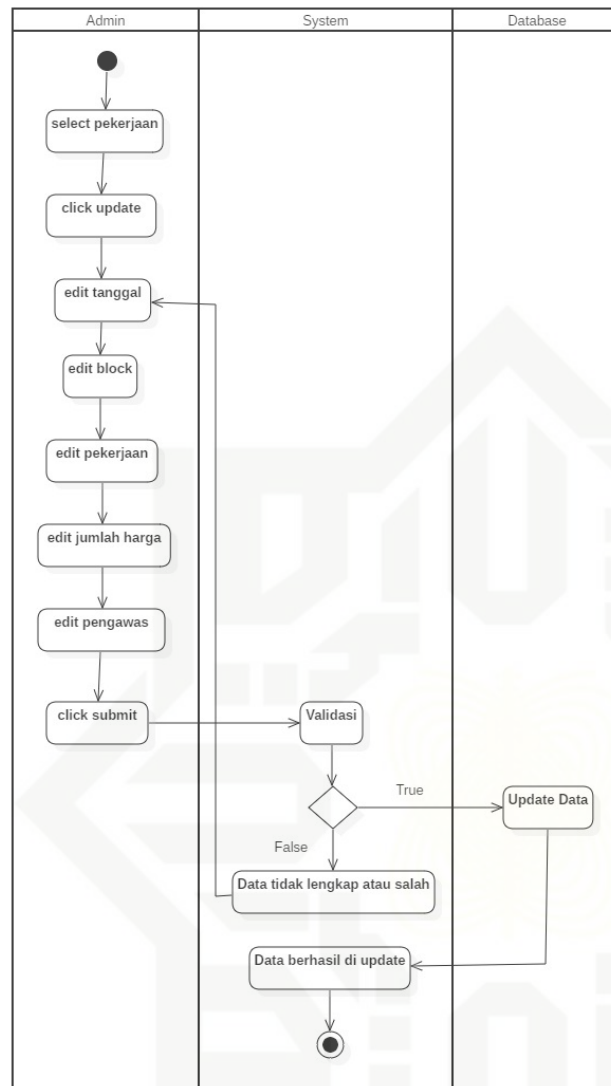 Admin
System
Database
select pekerjaan
click update
edit tanggal
edit block
edit pekerjaan
edit jumlah harga
edit pengawas
click submit
Validasi
True
Update Data
False
Data tidak lengkap atau salah
Data berhasil di update